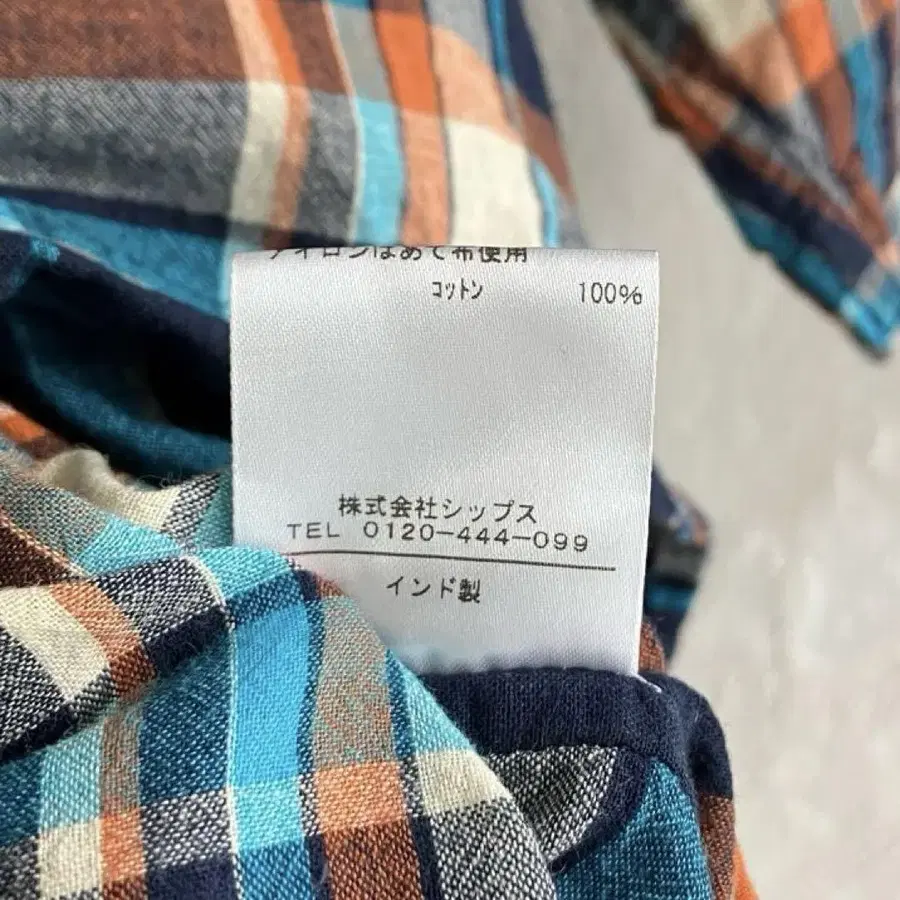 アイロンはあて布使用
コットン 100%
株式会社シップス
TEL 0120-444-099
インド製